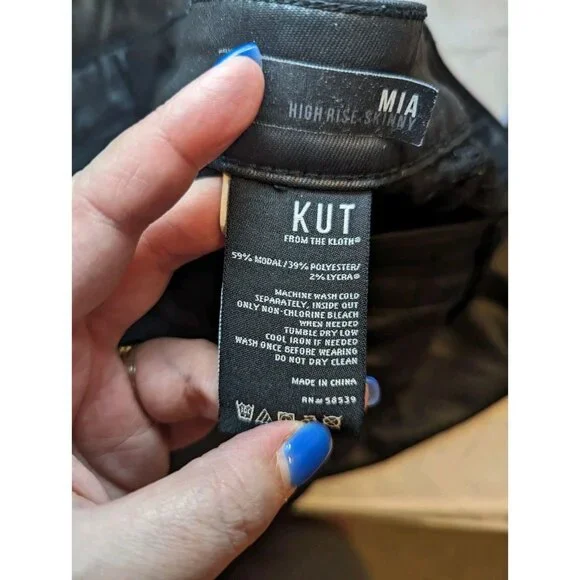 MIA
HIGH RISE SKINNY
KUT
FROM THE KLOTH®
59% MODAL/39% POLYESTER/
2% LYCRA®
MACHINE WASH COLD
SEPARATELY, INSIDE OUT
ONLY NON-CHLORINE BLEACH
WHEN NEEDED
TUMBLE DRY LOW
COOL IRON IF NEEDED
WASH ONCE BEFORE WEARING
DO NOT DRY CLEAN
MADE IN CHINA
RN# 58539